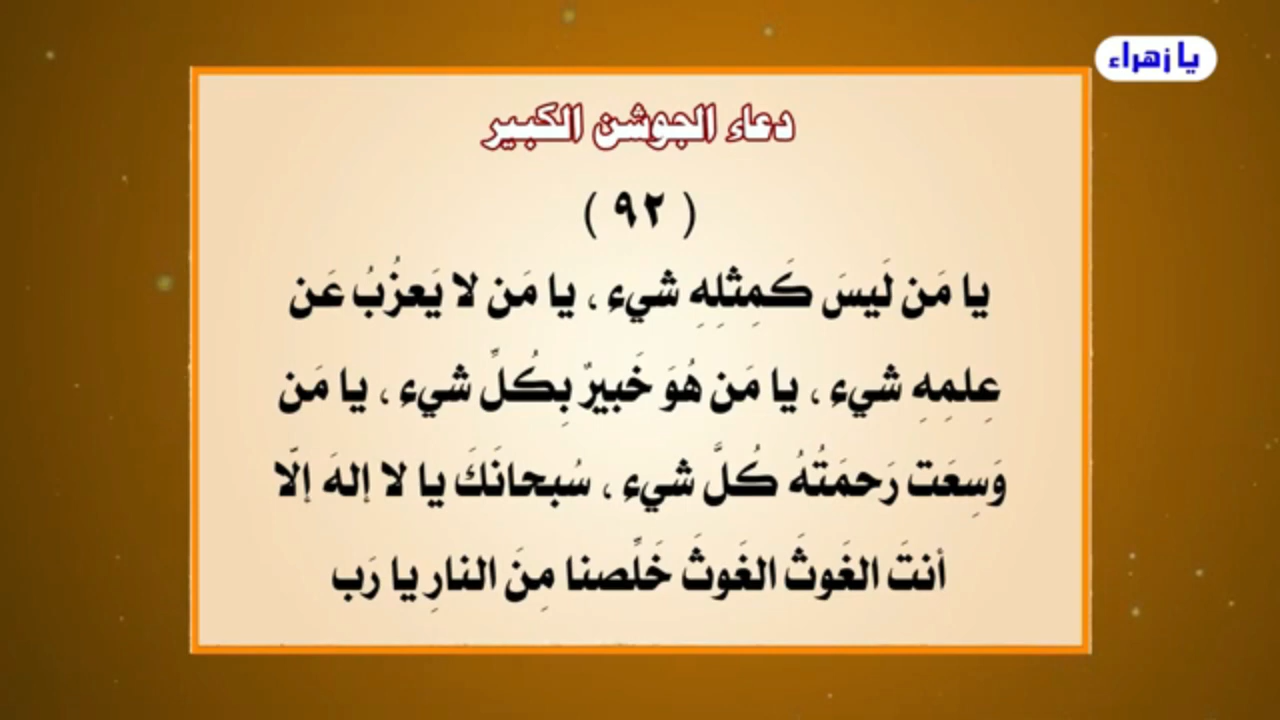 يا زهراء
دعاء الجوشن الكبير
( ٩٢ )
يا مَن لَيسَ كَمِثلِهِ شيء ، يا مَن لا يَعزُبُ عَن
عِلمِهِ شيء ، يا مَن هُوَ خَبيرٌ بِكُلِّ شيء ، يا مَن
وَسِعَت رَحمَتُهُ كُلَّ شيء ، سُبحانَكَ يا لا إلهَ إلّا
أنتَ الغَوثَ الغَوثَ خَلِّصنا مِنَ النارِ يا رَب